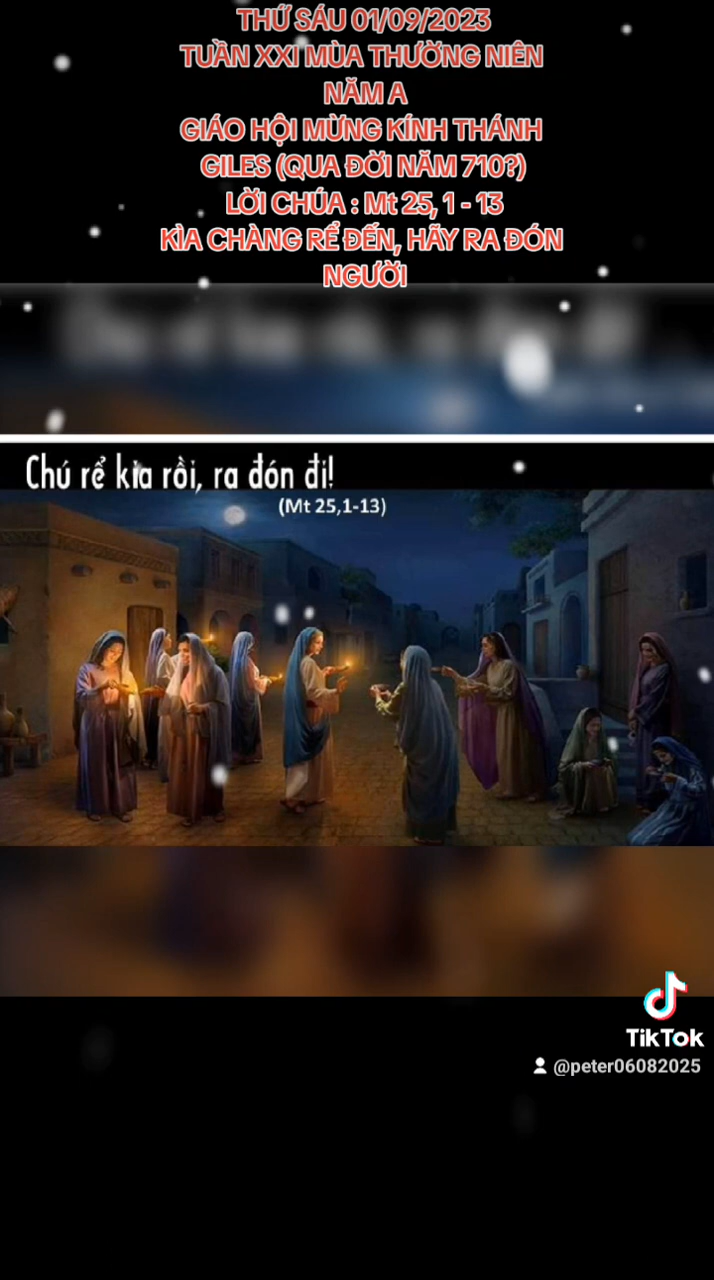 THỨ SÁU 01/09/2023
TUẦN XXI MÙA THƯỜNG NIÊN
NĂM A
GIÁO HỘI MỪNG KÍNH THÁNH
GILES (QUA ĐỜI NĂM 710?)
LỜI CHÚA : Mt 25, 1 - 13
KÌA CHÀNG RỂ ĐẾN, HÃY RA ĐÓN
NGƯỜI
Chú rể kìa rồi, ra đón đi!
(Mt 25,1-13)
TikTok
@peter06082025